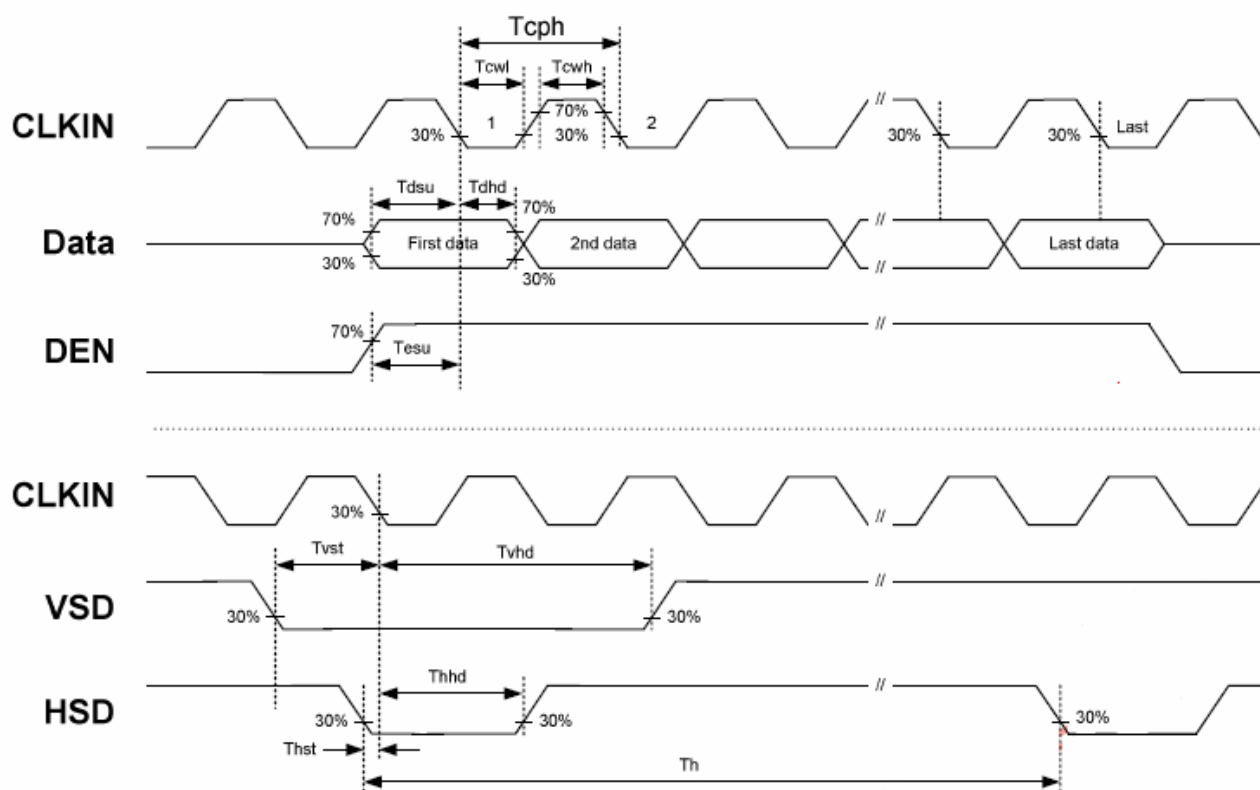 Tcph
Tcwl Tcwh
CLKIN 30% 1 70% 30% 2 // 30% 30% Last
Tdsu Tdhd
70% 70%
Data First data 2nd data // // Last data
30% 30%
DEN 70% //
Tesu
CLKIN 30% //
Tvst Tvhd
VSD 30% 30% //
Thhd
HSD 30% 30% // 30%
Thst
Th